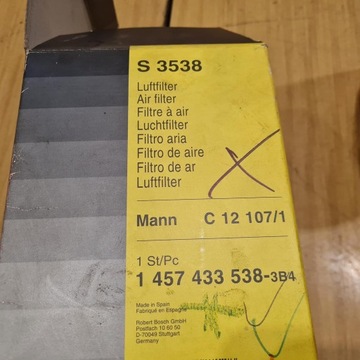 S 3538
Luftfilter
Air filter
Filtre à air
Luchtfilter
Filtro aria
Filtro de aire
Filtro de ar
Luftfilter
Mann C 12 107/1
1 St/Pc
1 457 433 538-3B4
Made in Spain
Fabriqué en Espagne
Robert Bosch GmbH
Postfach 10 60 50
D-70049 Stuttgart
Germany